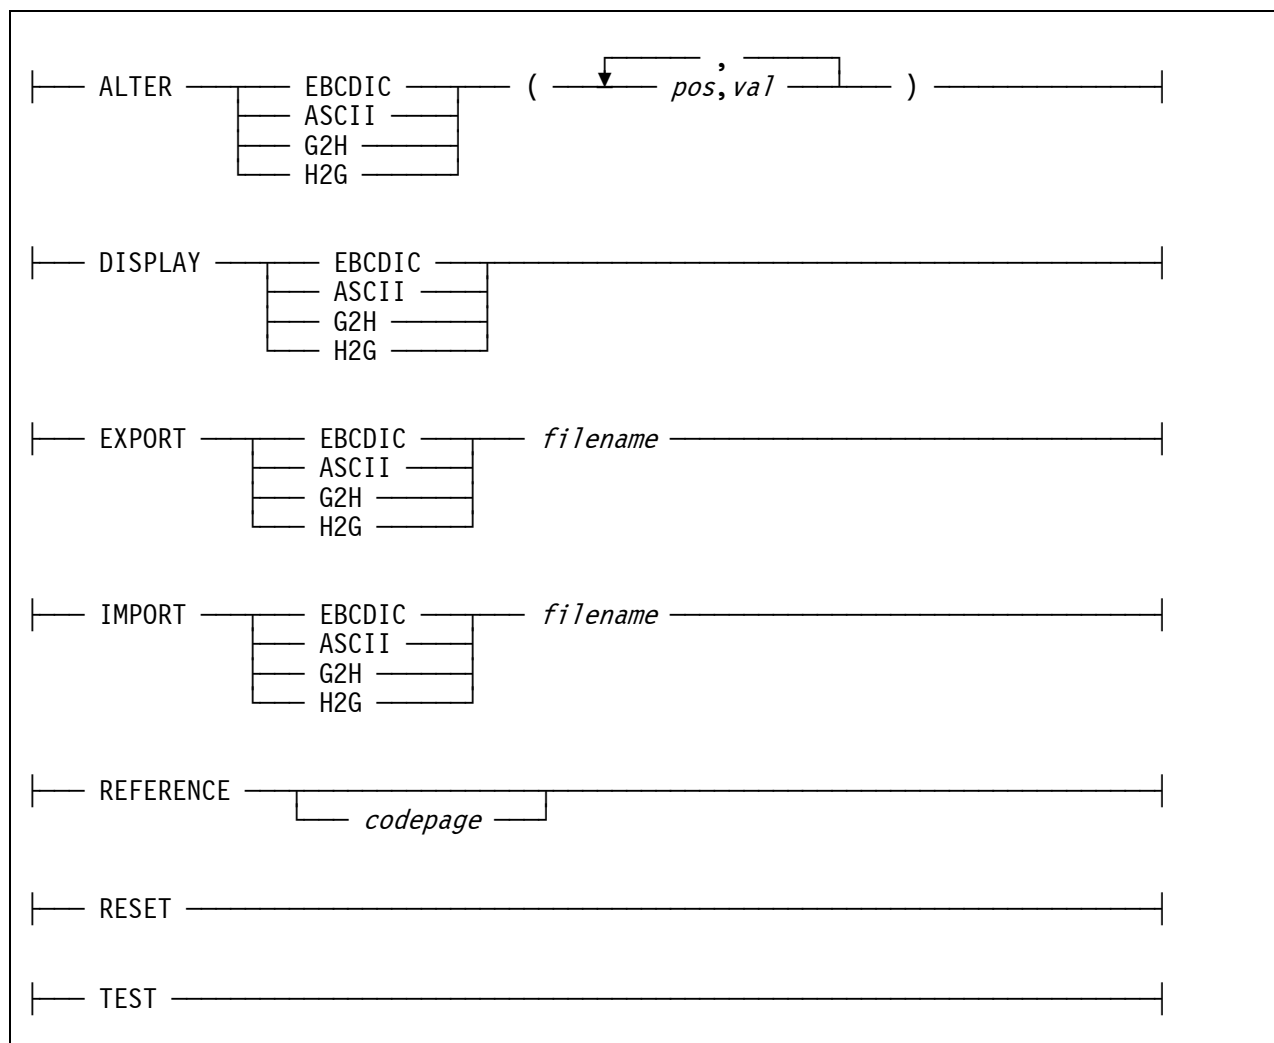 ,
ALTER EBCDIC ( pos,val )
ASCII
G2H
H2G
DISPLAY EBCDIC
ASCII
G2H
H2G
EXPORT EBCDIC filename
ASCII
G2H
H2G
IMPORT EBCDIC filename
ASCII
G2H
H2G
REFERENCE
codepage
RESET
TEST